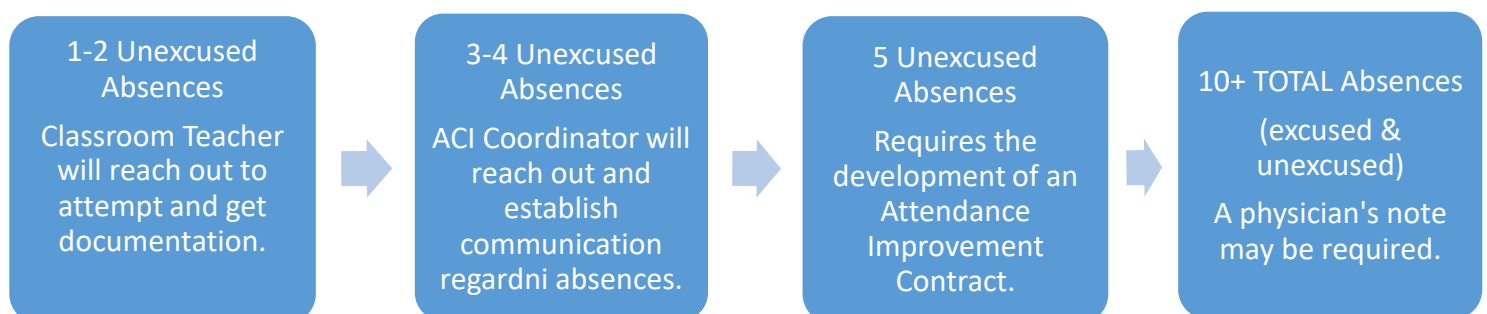 1-2 Unexcused
Absences
Classroom Teacher
will reach out to
attempt and get
documentation.
3-4 Unexcused
Absences
ACI Coordinator will
reach out and
establish
communication
regardni absences.
5 Unexcused
Absences
Requires the
development of an
Attendance
Improvement
Contract.
10+ TOTAL Absences
(excused &
unexcused)
A physician's note
may be required.